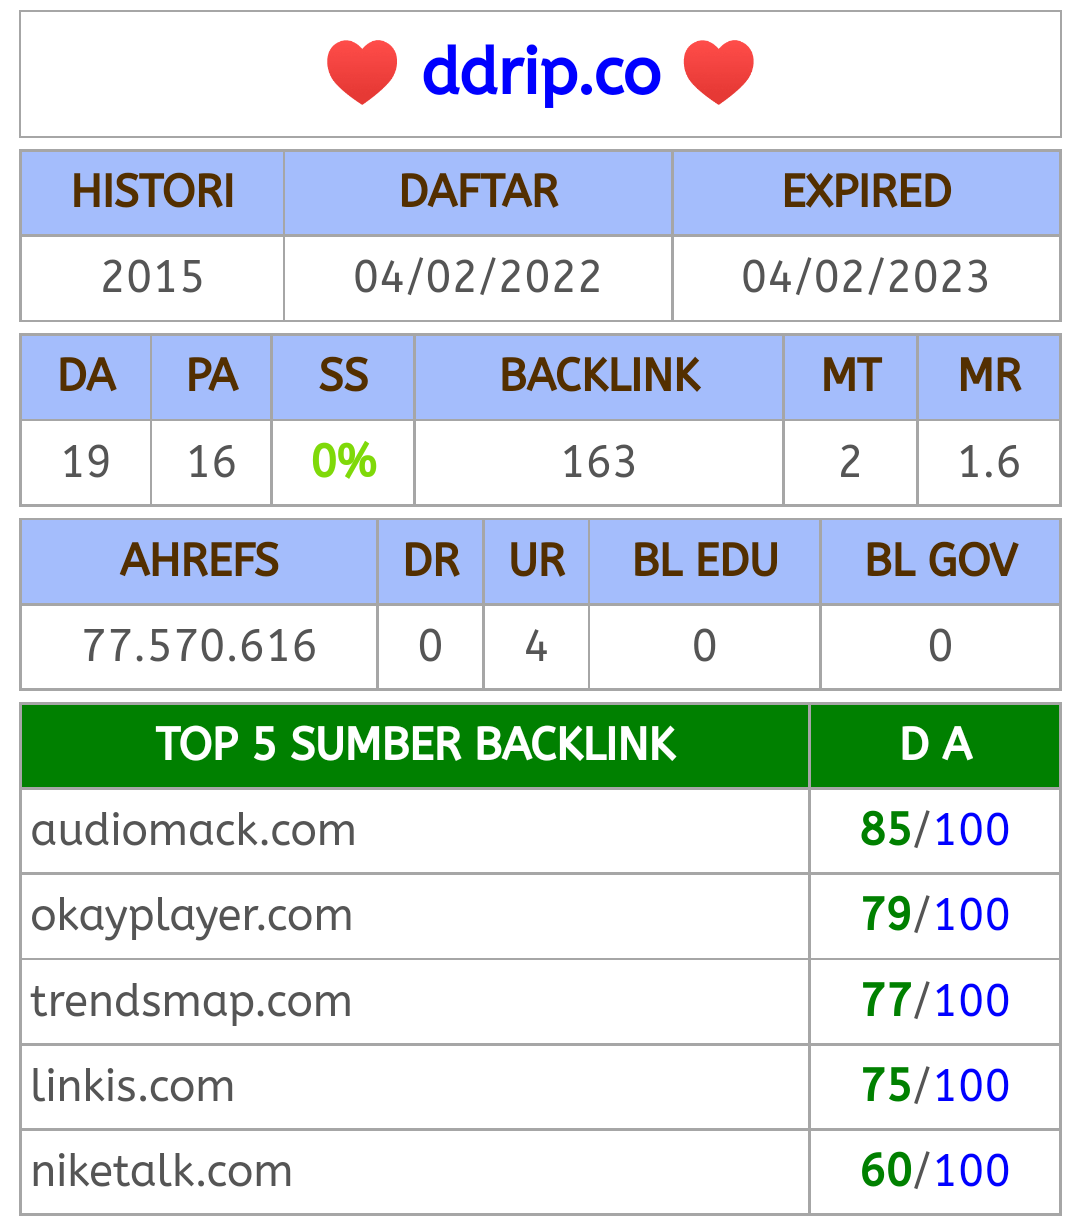 ddrip.co
HISTORI DAFTAR EXPIRED
2015 04/02/2022 04/02/2023
DA PA SS BACKLINK MT MR
19 16 0% 163 2 1.6
AHREFS DR UR BL EDU BL GOV
77.570.616 0 4 0 0
TOP 5 SUMBER BACKLINK D A
audiomack.com 85/100
okayplayer.com 79/100
trendsmap.com 77/100
linkis.com 75/100
niketalk.com 60/100